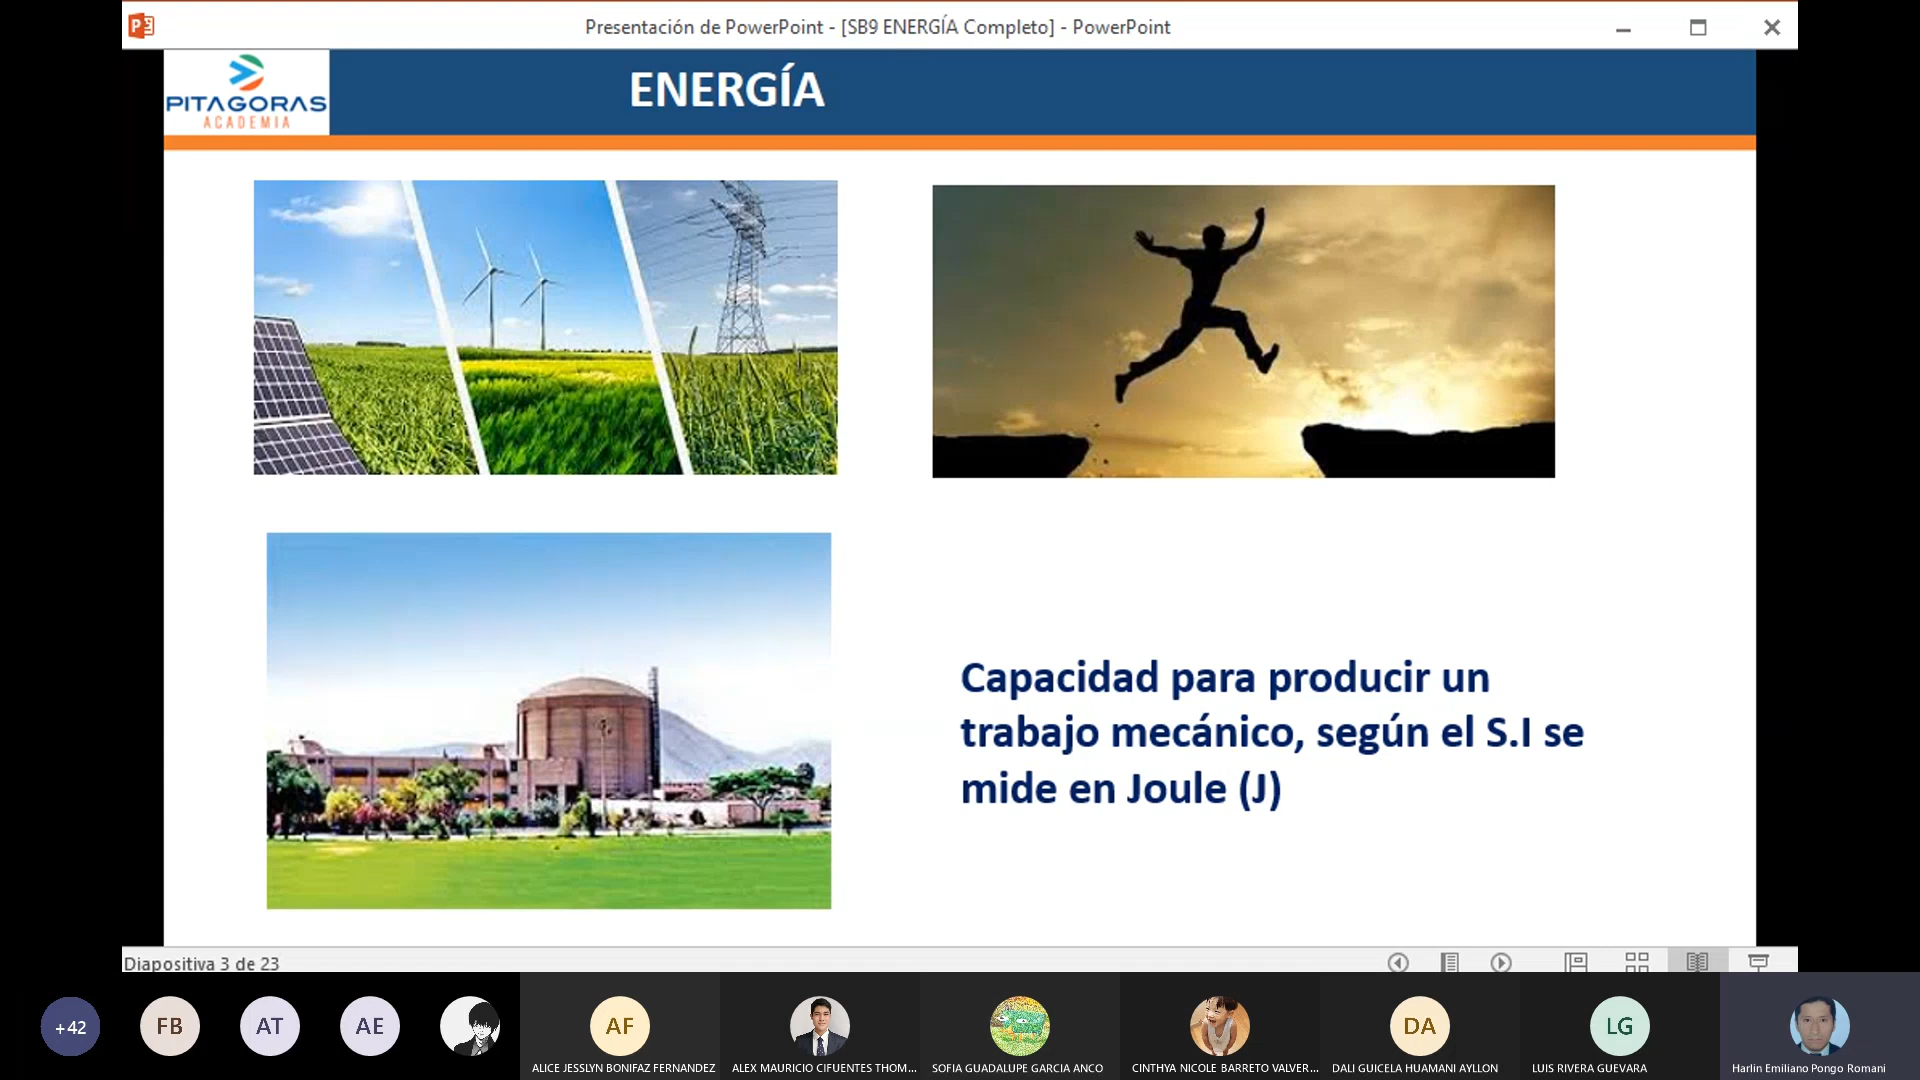 Presentación de PowerPoint - [SB9 ENERGÍA Completo] - PowerPoint
PITAGORAS
ACADEMIA
ENERGÍA
Capacidad para producir un
trabajo mecánico, según el S.I se
mide en Joule (J)
Diapositiva 3 de 23
+42
FB
AT
AE
AF
DA
LG
ALICE JESSLYN BONIFAZ FERNANDEZ
ALEX MAURICIO CIFUENTES THOM...
SOFIA GUADALUPE GARCIA ANCO
CINTHYA NICOLE BARRETO VALVER...
DALI GUICELA HUAMANI AYLLON
LUIS RIVERA GUEVARA
Harlin Emiliano Pongo Romani